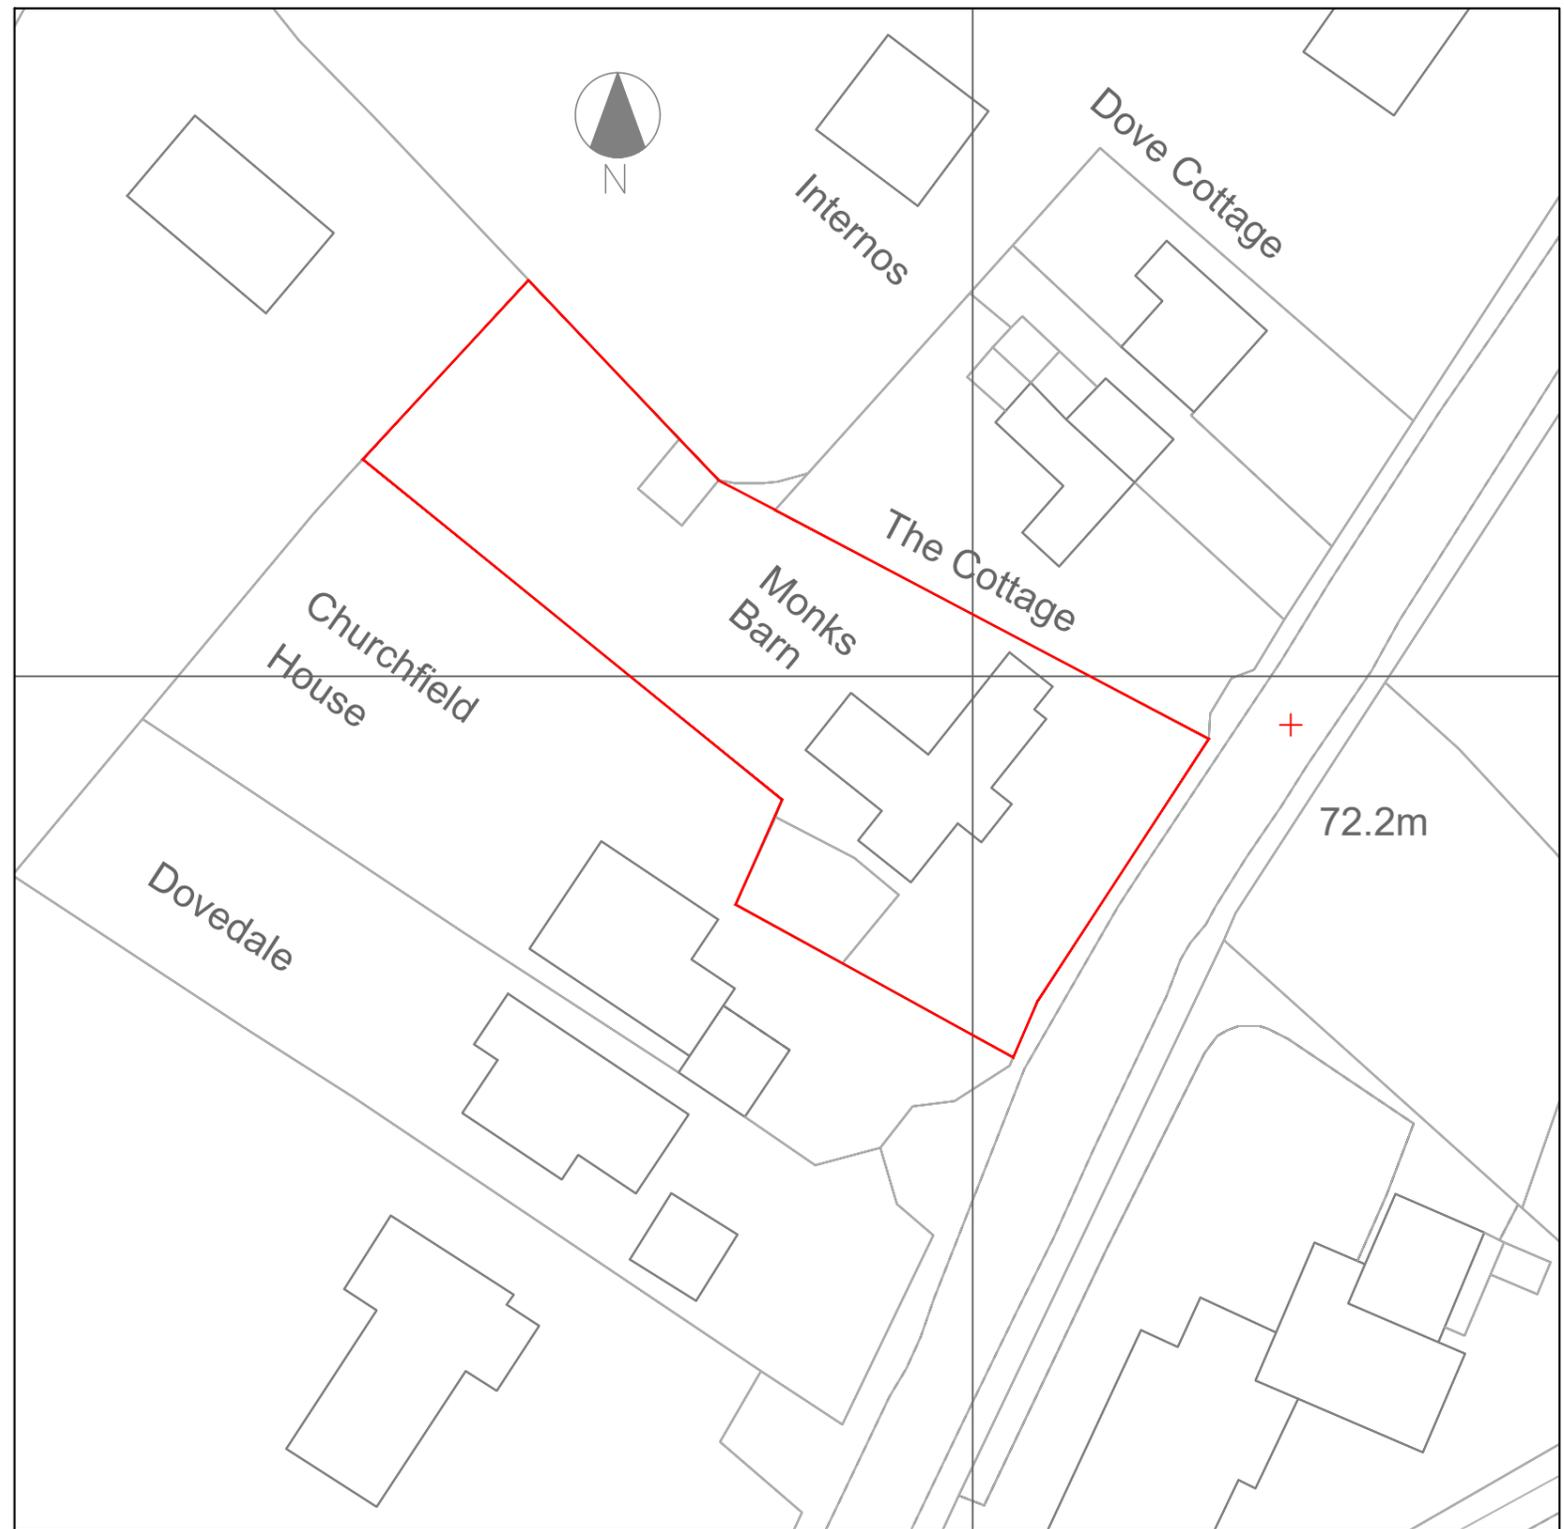 N
Internos
Dove Cottage
The Cottage
Monks
Barn
Churchfield
House
72.2m
Dovedale